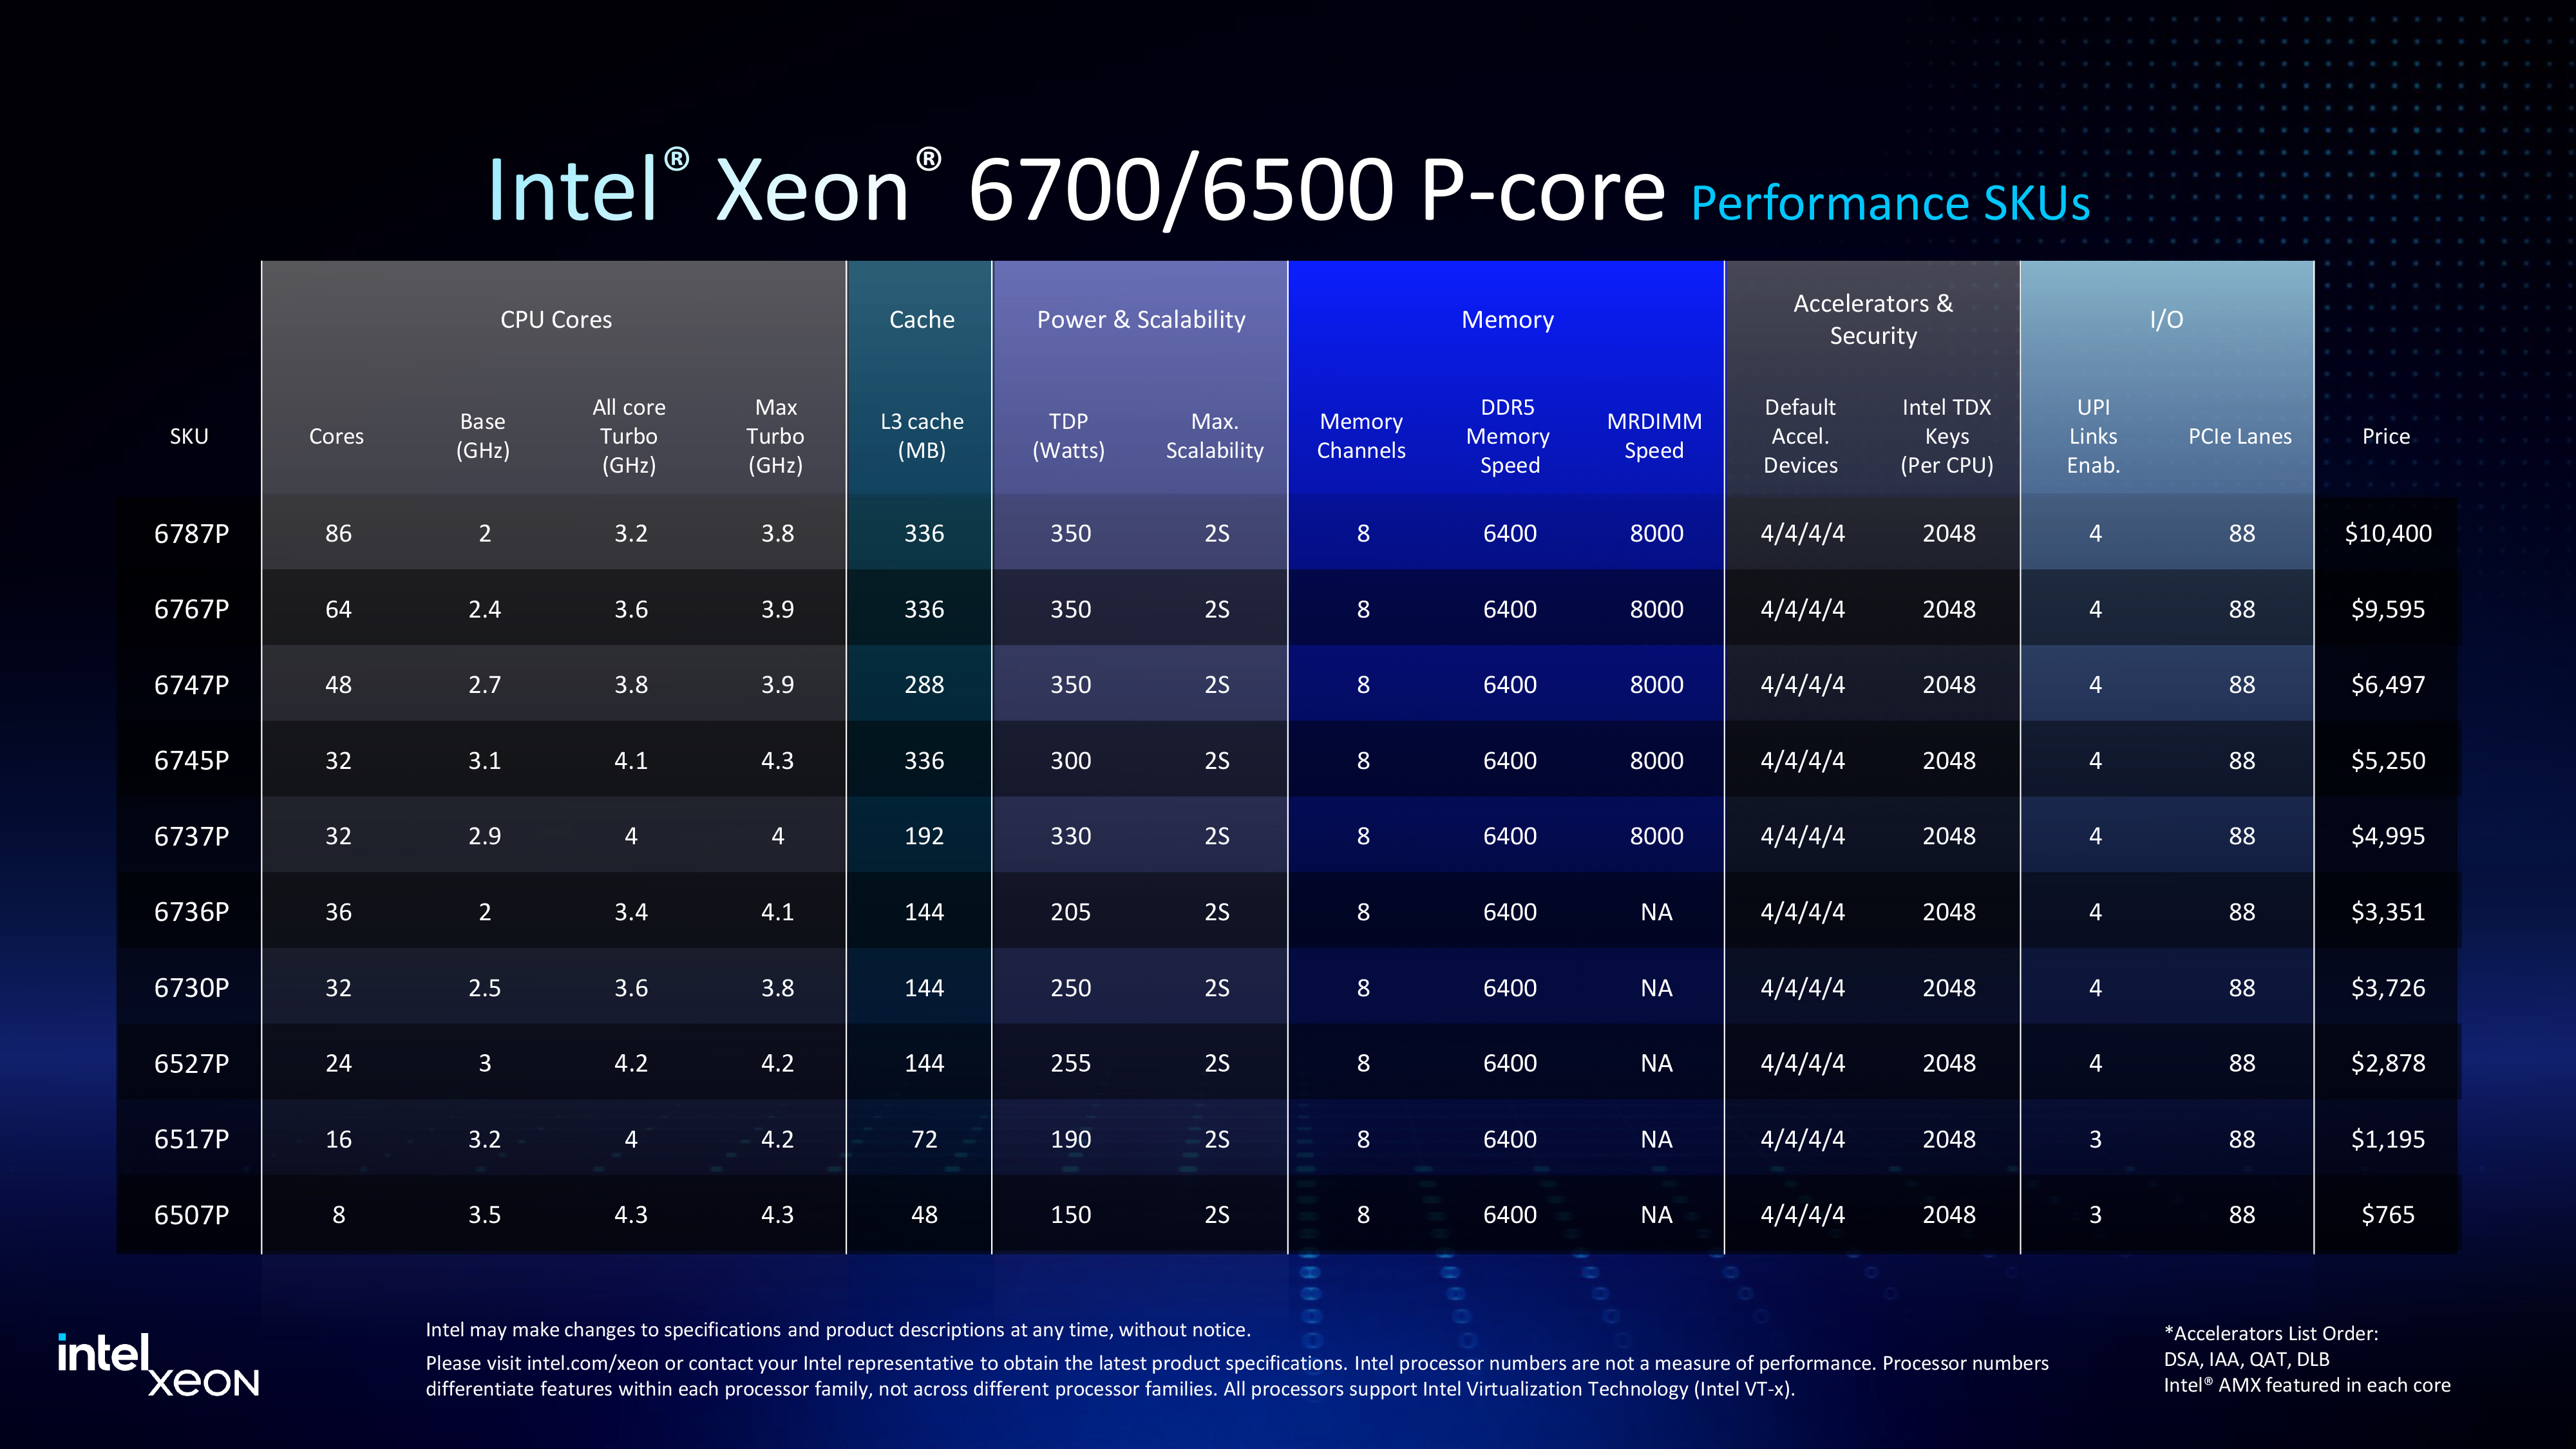 Intel® Xeon® 6700/6500 P-core Performance SKUs
CPU Cores Cache Power & Scalability Memory Accelerators & Security I/O
SKU Cores Base (GHz) All core Turbo (GHz) Max Turbo (GHz) L3 cache (MB) TDP (Watts) Max. Scalability Memory Channels DDR5 Memory Speed MRDIMM Speed Default Accel. Devices Intel TDX Keys (Per CPU) UPI Links Enab. PCIe Lanes Price
6787P 86 2 3.2 3.8 336 350 2S 8 6400 8000 4/4/4/4 2048 4 88 $10,400
6767P 64 2.4 3.6 3.9 336 350 2S 8 6400 8000 4/4/4/4 2048 4 88 $9,595
6747P 48 2.7 3.8 3.9 288 350 2S 8 6400 8000 4/4/4/4 2048 4 88 $6,497
6745P 32 3.1 4.1 4.3 336 300 2S 8 6400 8000 4/4/4/4 2048 4 88 $5,250
6737P 32 2.9 4 4 192 330 2S 8 6400 8000 4/4/4/4 2048 4 88 $4,995
6736P 36 2 3.4 4.1 144 205 2S 8 6400 NA 4/4/4/4 2048 4 88 $3,351
6730P 32 2.5 3.6 3.8 144 250 2S 8 6400 NA 4/4/4/4 2048 4 88 $3,726
6527P 24 3 4.2 4.2 144 255 2S 8 6400 NA 4/4/4/4 2048 4 88 $2,878
6517P 16 3.2 4 4.2 72 190 2S 8 6400 NA 4/4/4/4 2048 3 88 $1,195
6507P 8 3.5 4.3 4.3 48 150 2S 8 6400 NA 4/4/4/4 2048 3 88 $765
intel
xeon
Intel may make changes to specifications and product descriptions at any time, without notice.
Please visit intel.com/xeon or contact your Intel representative to obtain the latest product specifications. Intel processor numbers are not a measure of performance. Processor numbers
differentiate features within each processor family, not across different processor families. All processors support Intel Virtualization Technology (Intel VT-x).
*Accelerators List Order:
DSA, IAA, QAT, DLB
Intel® AMX featured in each core